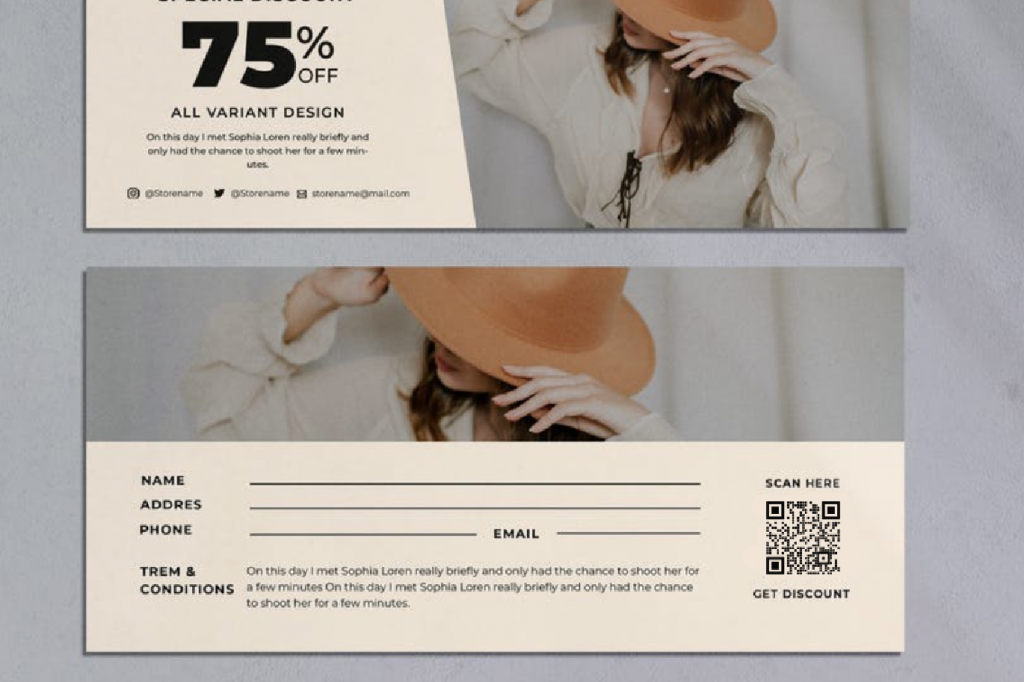 SPECIAL DISCOUNT
75%
OFF
ALL VARIANT DESIGN
On this day I met Sophia Loren really briefly and
only had the chance to shoot her for a few min-
utes.
@Storename @Storename storename@mail.com
NAME
ADDRES
PHONE EMAIL
TREM &
CONDITIONS
On this day I met Sophia Loren really briefly and only had the chance to shoot her for
a few minutes On this day I met Sophia Loren really briefly and only had the chance
to shoot her for a few minutes.
SCAN HERE
GET DISCOUNT